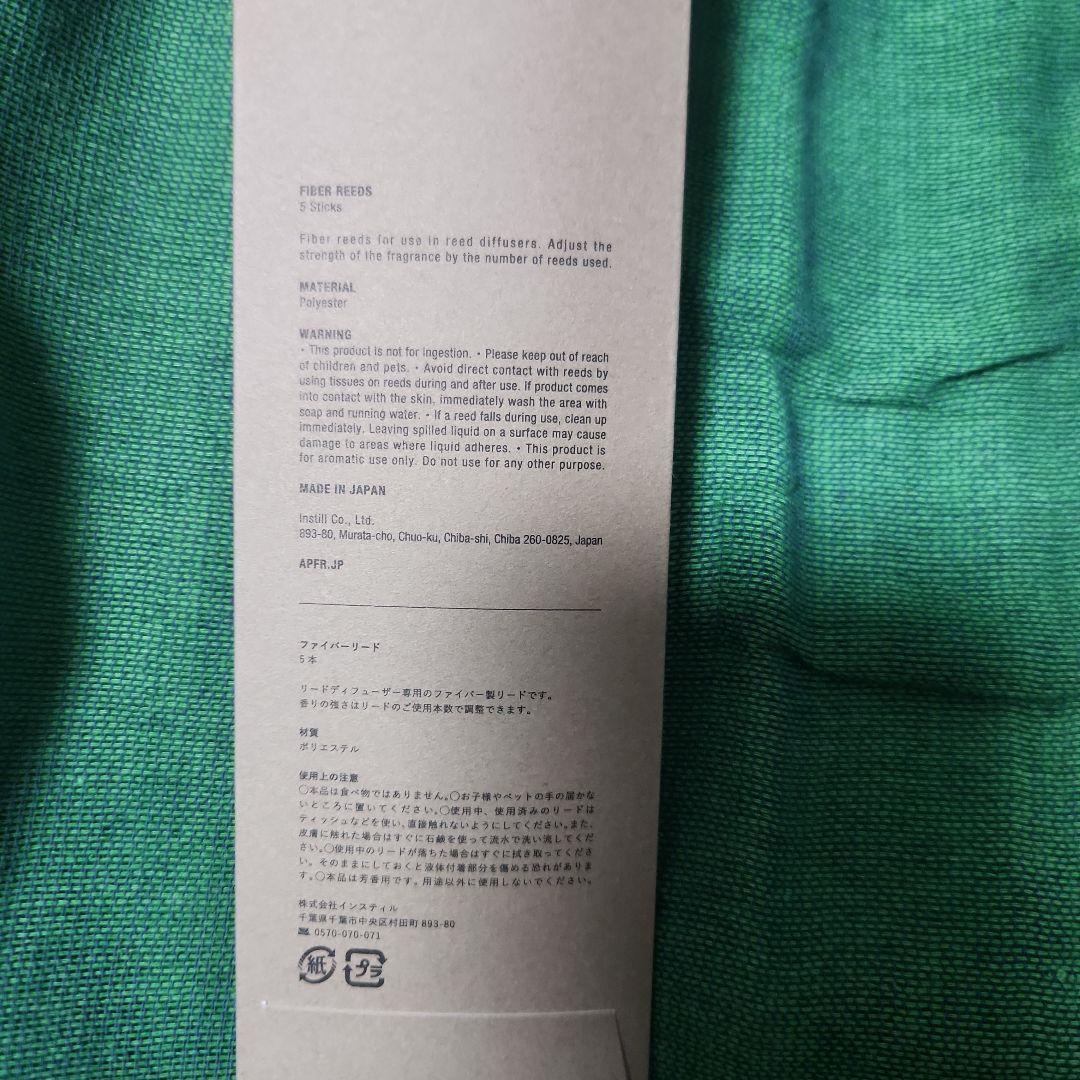 FIBER REEDS
5 Sticks
Fiber reeds for use in reed diffusers. Adjust the
strength of the fragrance by the number of reeds used.
MATERIAL
Polyester
WARNING
・This product is not for ingestion. ・Please keep out of reach
of children and pets. ・Avoid direct contact with reeds by
using tissues on reeds during and after use. If product comes
into contact with the skin, immediately wash the area with
soap and running water. ・If a reed falls during use, clean up
immediately. Leaving spilled liquid on a surface may cause
damage to areas where liquid adheres. ・This product is
for aromatic use only. Do not use for any other purpose.
MADE IN JAPAN
Instill Co., Ltd.
893-80, Murata-cho, Chuo-ku, Chiba-shi, Chiba 260-0825, Japan
APFR.JP
ファイバーリード
5本
リードディフューザー専用のファイバー製リードです。
香りの強さはリードのご使用本数で調整できます。
材質
ポリエステル
使用上の注意
○本品は食べ物ではありません。○お子様やペットの手の届かな
いところに置いてください。○使用中、使用済みのリードは
ティッシュなどを使い、直接触れないようにしてください。また、
皮膚に触れた場合はすぐに石鹸を使って流水で洗い流してくだ
さい。○使用中のリードが落ちた場合はすぐに拭き取ってくださ
い。そのままにしておくと液体付着部分を傷める恐れがありま
す。○本品は芳香用です。用途以外に使用しないでください。
株式会社インスティル
千葉県千葉市中央区村田町 893-80
0570-070-071
紙 プラ